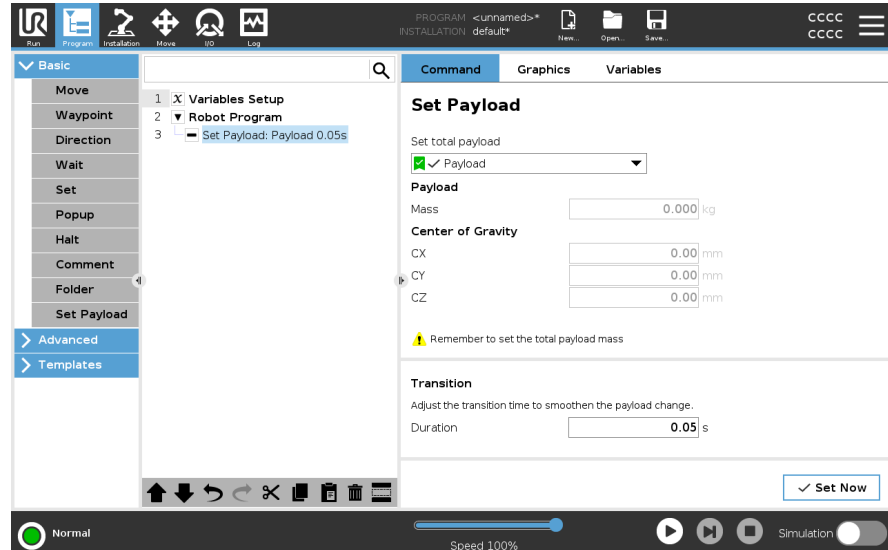 PROGRAM <unnamed>*
INSTALLATION default*
CCCC
CCCC
UR
Run
Program
Installation
Move
I/O
Log
New...
Open...
Save...
Basic
Move
Waypoint
Direction
Wait
Set
Popup
Halt
Comment
Folder
Set Payload
Advanced
Templates
1 X Variables Setup
2 Robot Program
3 Set Payload: Payload 0.05s
Command Graphics Variables
Set Payload
Set total payload
Payload
Payload
Mass 0.000 kg
Center of Gravity
CX 0.00 mm
CY 0.00 mm
CZ 0.00 mm
Remember to set the total payload mass
Transition
Adjust the transition time to smoothen the payload change.
Duration 0.05 s
Set Now
Normal
Speed 100%
Simulation